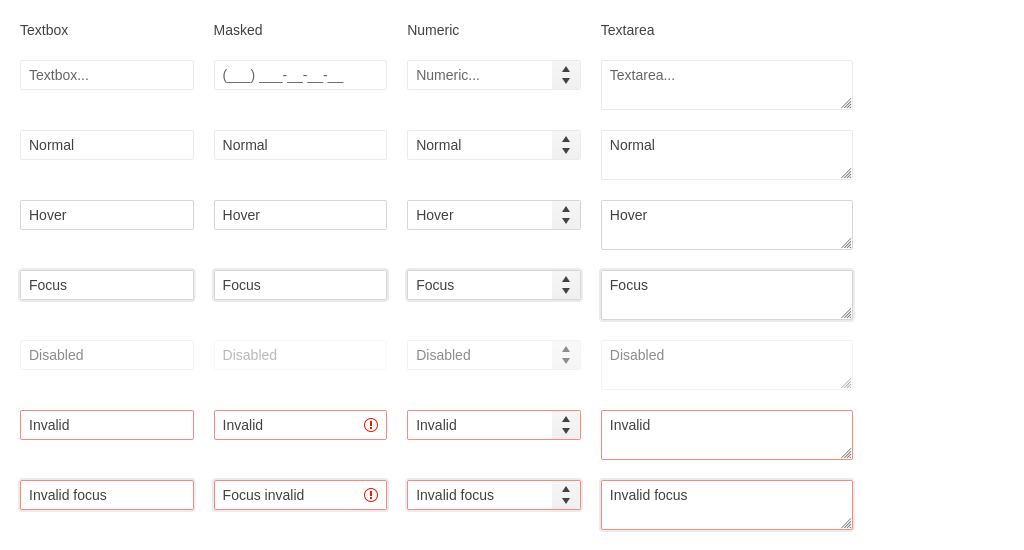 Textbox Masked Numeric Textarea
Textbox... (___) ___-__-__-__ Numeric... Textarea...
Normal Normal Normal Normal
Hover Hover Hover Hover
Focus Focus Focus Focus
Disabled Disabled Disabled Disabled
Invalid Invalid Invalid Invalid
Invalid focus Focus invalid Invalid focus Invalid focus